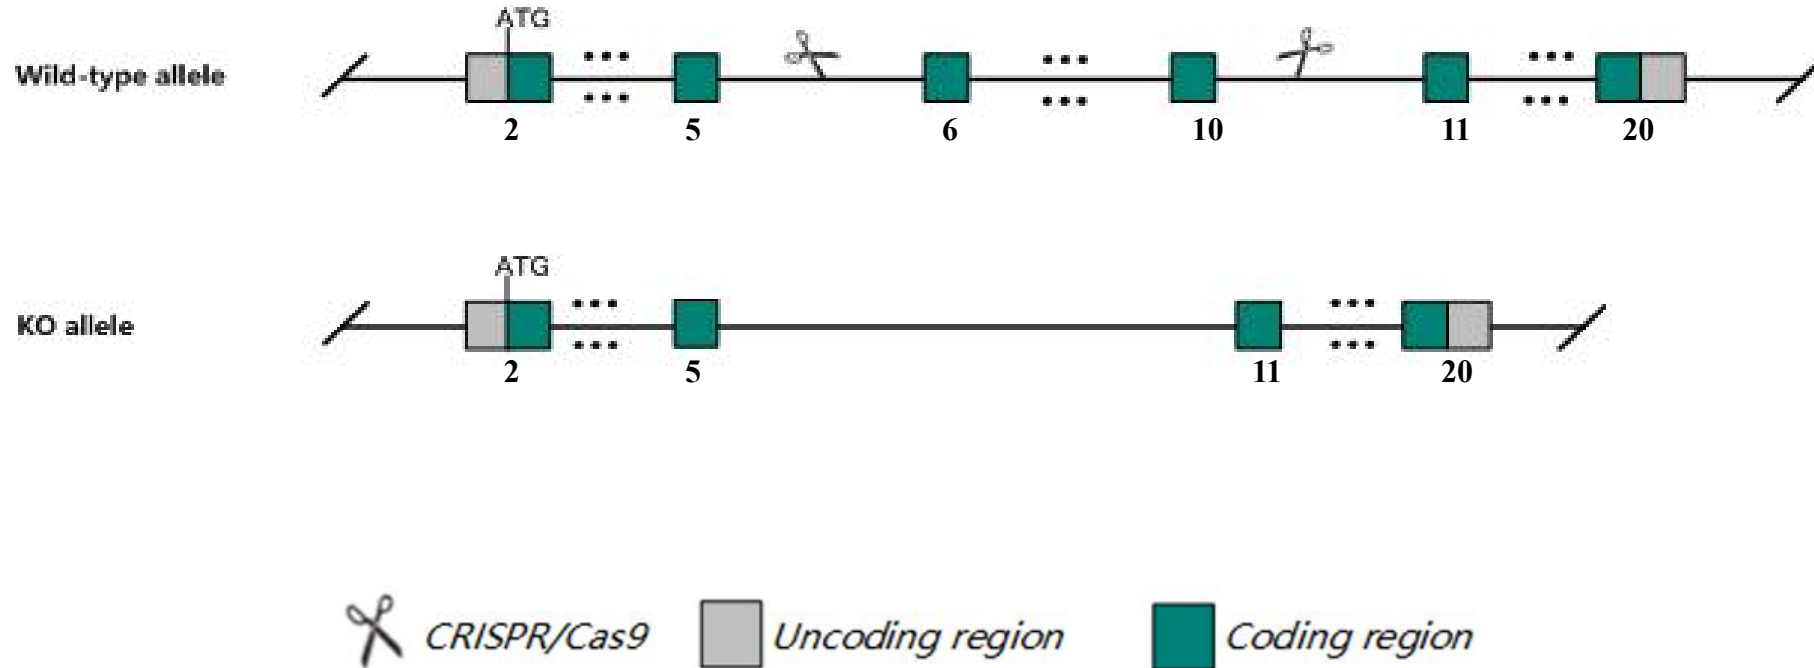 ATG
Wild-type allele
2 5 6 10 11 20
ATG
KO allele
2 5 11 20
CRISPR/Cas9 Uncoding region Coding region